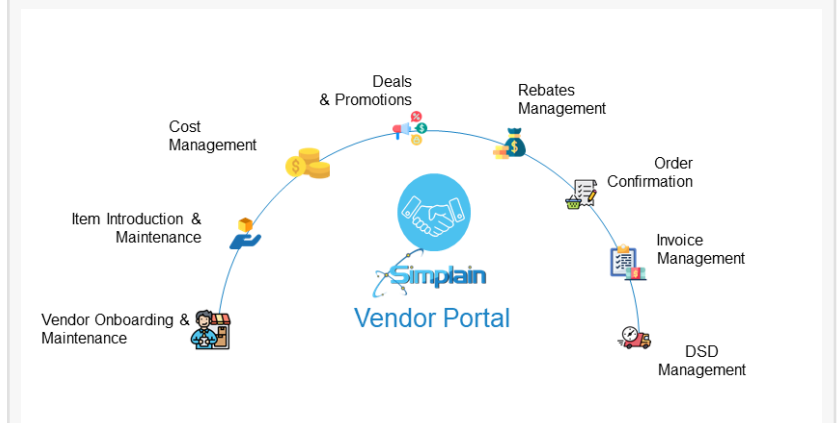 Deals
& Promotions
Rebates
Management
Cost
Management
Order
Confirmation
Item Introduction &
Maintenance
Invoice
Management
Simplain
Vendor Portal
Vendor Onboarding &
Maintenance
DSD
Management